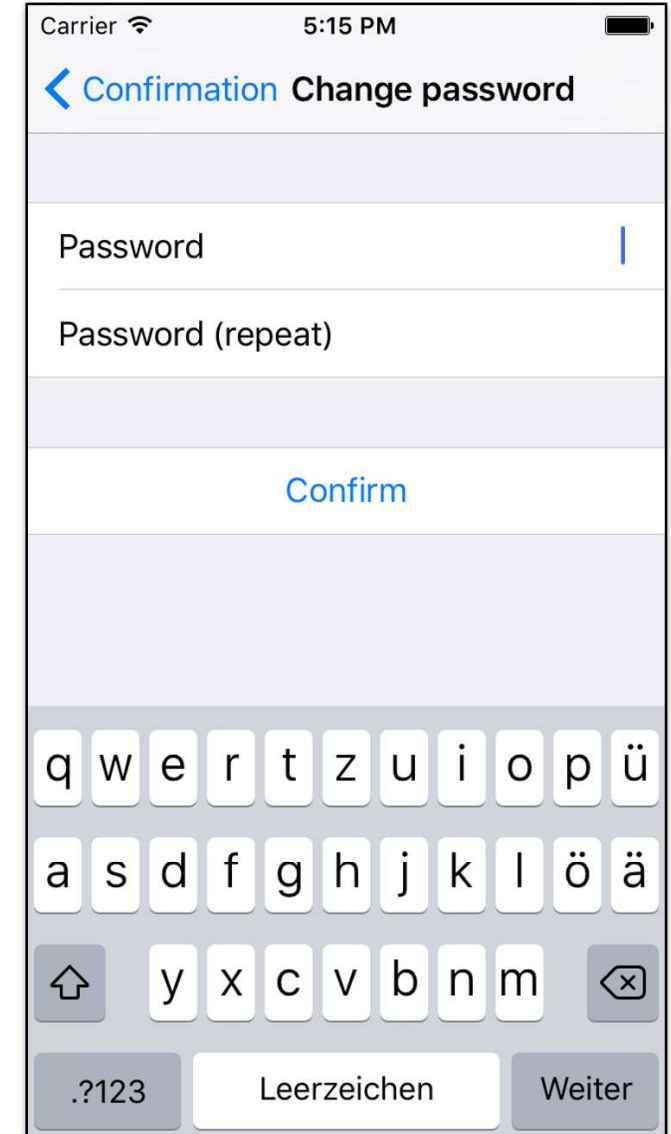 Carrier 5:15 PM
Confirmation Change password
Password
Password (repeat)
Confirm
q w e r t z u i o p ü
a s d f g h j k l ö ä
y x c v b n m
.?123 Leerzeichen Weiter